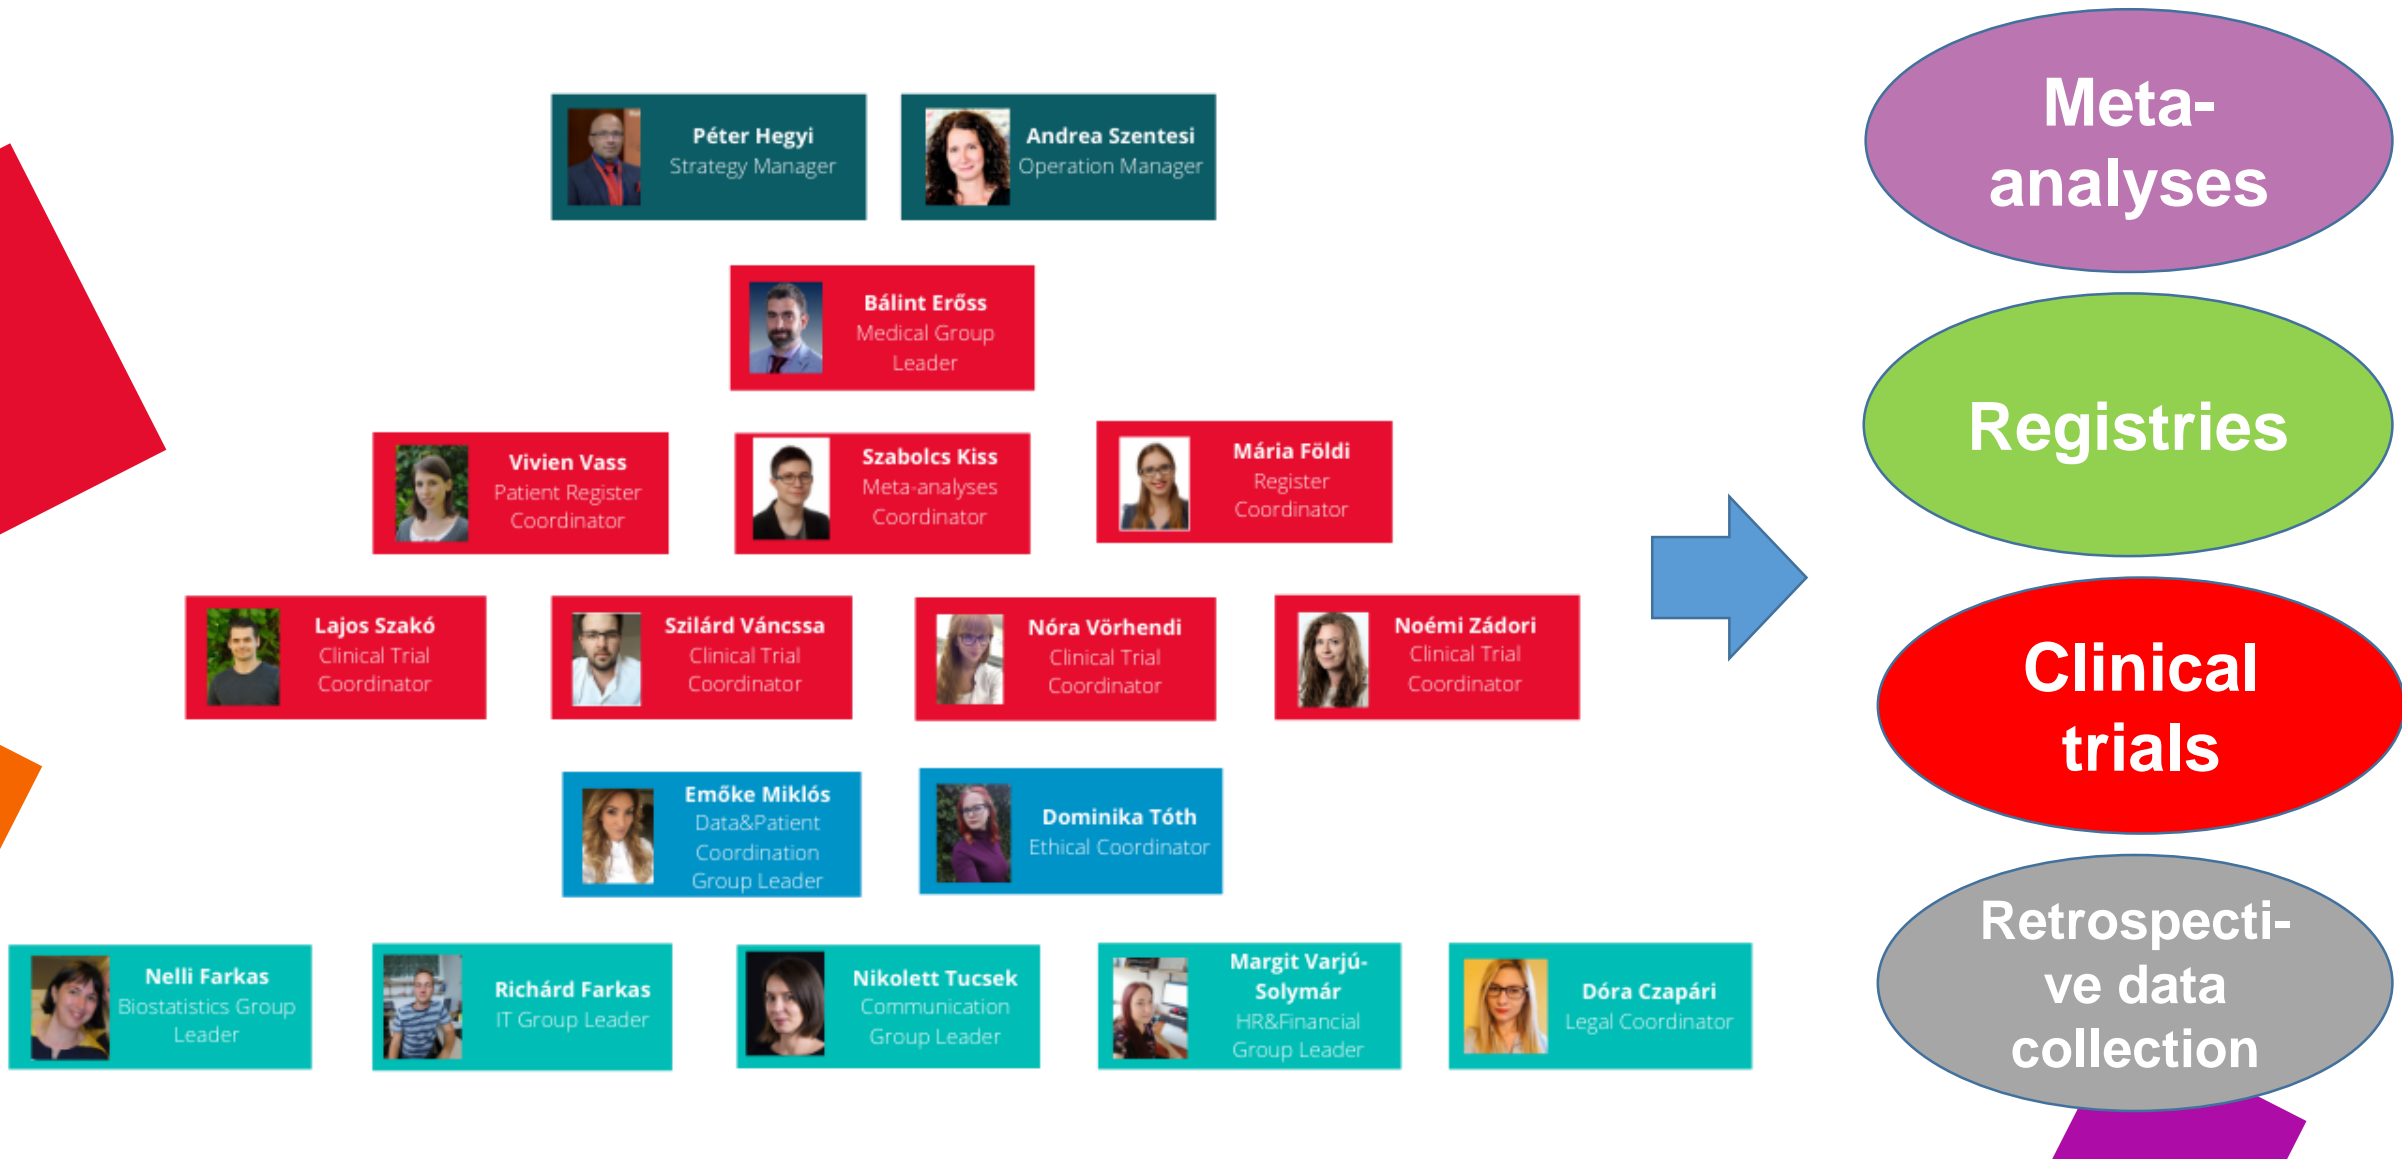 Péter Hegyi
Strategy Manager
Andrea Szentesi
Operation Manager
Bálint Erőss
Medical Group
Leader
Vivien Vass
Patient Register
Coordinator
Szabolcs Kiss
Meta-analyses
Coordinator
Mária Földi
Register
Coordinator
Lajos Szakó
Clinical Trial
Coordinator
Szilárd Váncssa
Clinical Trial
Coordinator
Nóra Vörhendi
Clinical Trial
Coordinator
Noémi Zádori
Clinical Trial
Coordinator
Emőke Miklós
Data&Patient
Coordination
Group Leader
Dominika Tóth
Ethical Coordinator
Nelli Farkas
Biostatistics Group
Leader
Richárd Farkas
IT Group Leader
Nikolett Tucsek
Communication
Group Leader
Margit Varjú-
Solymár
HR&Financial
Group Leader
Dóra Czapári
Legal Coordinator
Meta-
analyses
Registries
Clinical
trials
Retrospecti-
ve data
collection